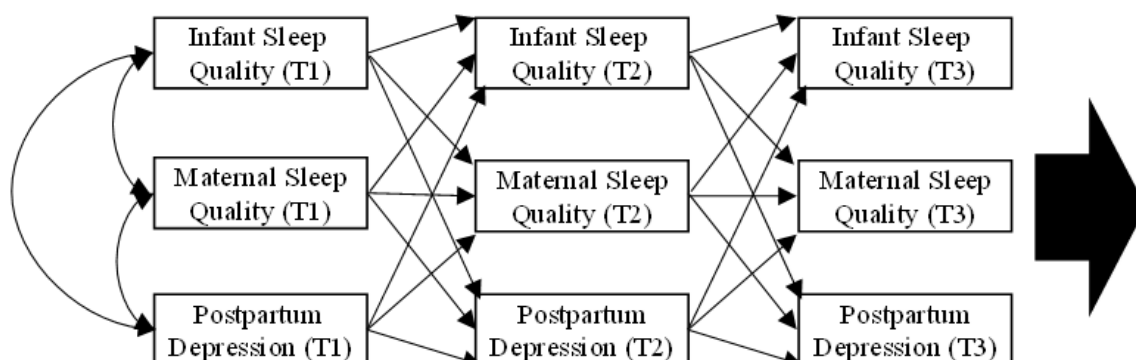 Infant Sleep
Quality (T1)
Infant Sleep
Quality (T2)
Infant Sleep
Quality (T3)
Maternal Sleep
Quality (T1)
Maternal Sleep
Quality (T2)
Maternal Sleep
Quality (T3)
Postpartum
Depression (T1)
Postpartum
Depression (T2)
Postpartum
Depression (T3)